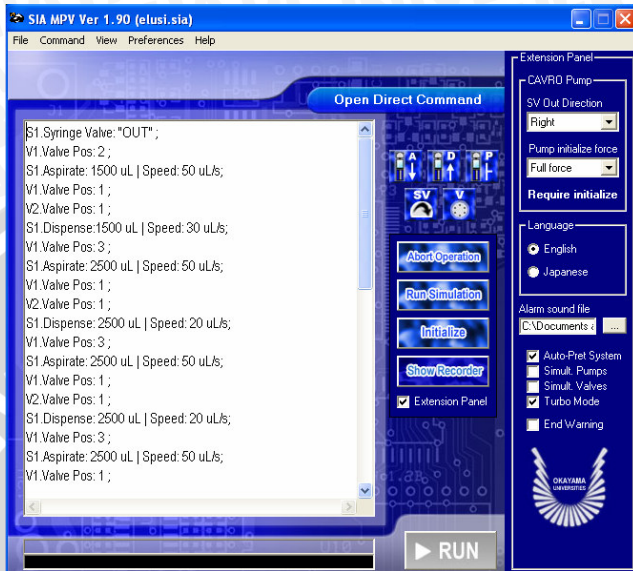 SIA MPV Ver 1.90 (elusi.sia)
File Command View Preferences Help
Open Direct Command
S1.Syringe Valve: "OUT" ;
V1.Valve Pos: 2 ;
S1.Aspirate: 1500 uL | Speed: 50 uL/s;
V1.Valve Pos: 1 ;
V2.Valve Pos: 1 ;
S1.Dispense:1500 uL | Speed: 30 uL/s;
V1.Valve Pos: 3 ;
S1.Aspirate: 2500 uL | Speed: 50 uL/s;
V1.Valve Pos: 1 ;
V2.Valve Pos: 1 ;
S1.Dispense: 2500 uL | Speed: 20 uL/s;
V1.Valve Pos: 3 ;
S1.Aspirate: 2500 uL | Speed: 50 uL/s;
V1.Valve Pos: 1 ;
V2.Valve Pos: 1 ;
S1.Dispense: 2500 uL | Speed: 20 uL/s;
V1.Valve Pos: 3 ;
S1.Aspirate: 2500 uL | Speed: 50 uL/s;
V1.Valve Pos: 1 ;
A D P
SV V
Abort Operation
Run Simulation
Initialize
Show Recorder
Extension Panel
RUN
Extension Panel
CAVRO Pump
SV Out Direction
Right
Pump initialize force
Full force
Require initialize
Language
English
Japanese
Alarm sound file
C:\Documents a ...
Auto-Pret System
Simult. Pumps
Simult. Valves
Turbo Mode
End Warning
OKAYAMA
UNIVERSITIES